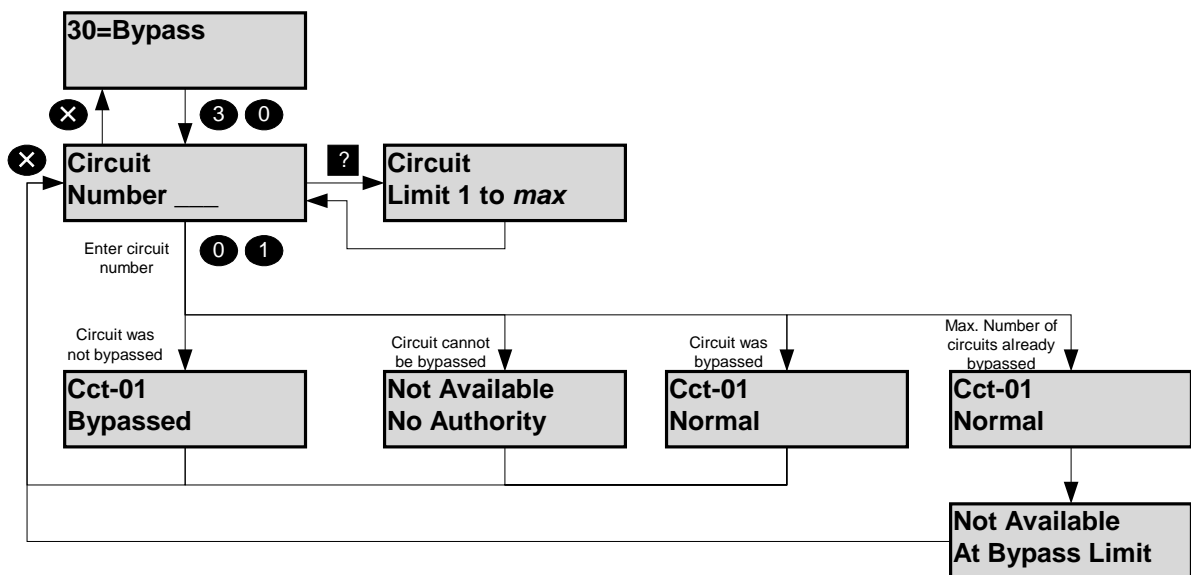 30=Bypass
3 0
Circuit
Number ___
?
Circuit
Limit 1 to max
Enter circuit
number
0 1
Circuit was
not bypassed
Cct-01
Bypassed
Circuit cannot
be bypassed
Not Available
No Authority
Circuit was
bypassed
Cct-01
Normal
Max. Number of
circuits already
bypassed
Cct-01
Normal
Not Available
At Bypass Limit